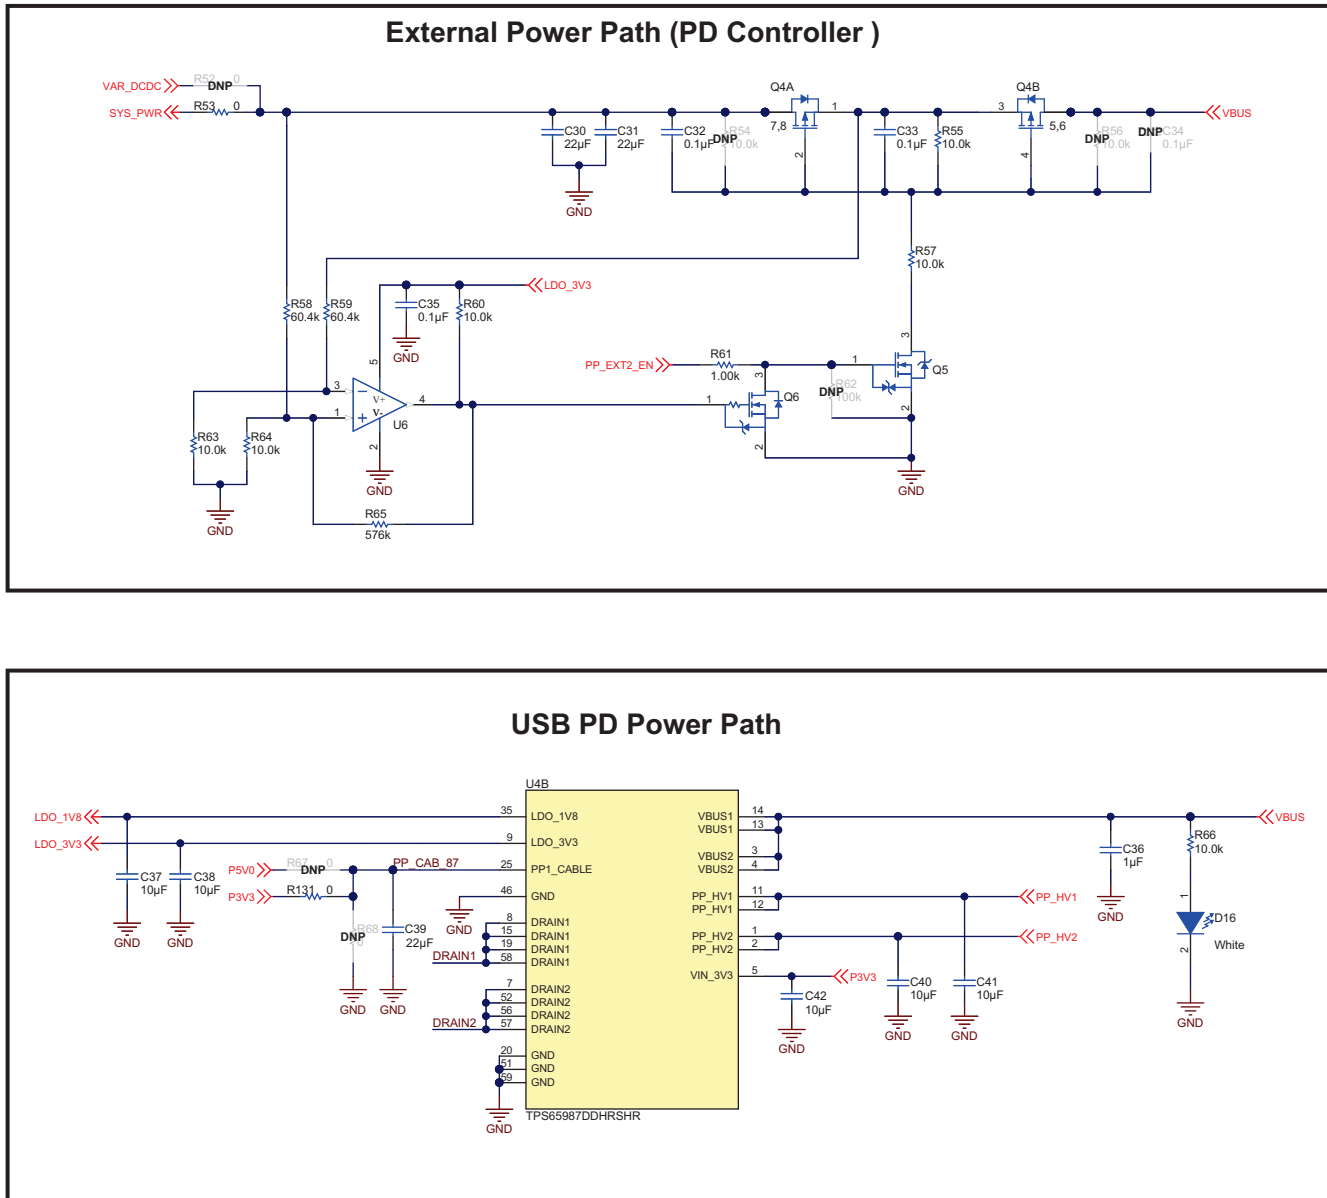 External Power Path (PD Controller )
VAR_DCDC
R52 0
DNP
SYS_PWR
R53 0
Q4A
1
7,8
2
Q4B
3
5,6
4
VBUS
C30
22µF
C31
22µF
C32
0.1µF
R54
DNP
10.0k
C33
0.1µF
R55
10.0k
R56
DNP
10.0k
DNP C34
0.1µF
GND
R57
10.0k
R58
60.4k
R59
60.4k
C35
0.1µF
R60
10.0k
LDO_3V3
GND
5
3
V+
4
1
V-
U6
2
GND
R63
10.0k
R64
10.0k
GND
R65
576k
PP_EXT2_EN
R61
1.00k
3
1
Q6
2
R62
DNP
100k
3
1
Q5
2
GND
USB PD Power Path
U4B
LDO_1V8
35 LDO_1V8
LDO_3V3
9 LDO_3V3
P5V0
R67 0
DNP
PP_CAB_87
25 PP1_CABLE
P3V3
R131 0
46 GND
GND
C37
10µF
C38
10µF
GND
GND
R68
DNP
0
C39
22µF
GND
GND
8 DRAIN1
15 DRAIN1
19 DRAIN1
DRAIN1
58 DRAIN1
7 DRAIN2
52 DRAIN2
56 DRAIN2
DRAIN2
57 DRAIN2
20 GND
51 GND
59 GND
GND
TPS65987DDHRSHR
VBUS1 14
VBUS1 13
VBUS2 3
VBUS2 4
PP_HV1 11
PP_HV1 12
PP_HV2 1
PP_HV2 2
VIN_3V3 5
VBUS
PP_HV1
PP_HV2
P3V3
C36
1µF
GND
R66
10.0k
1
D16
2
White
GND
C42
10µF
GND
C40
10µF
GND
C41
10µF
GND